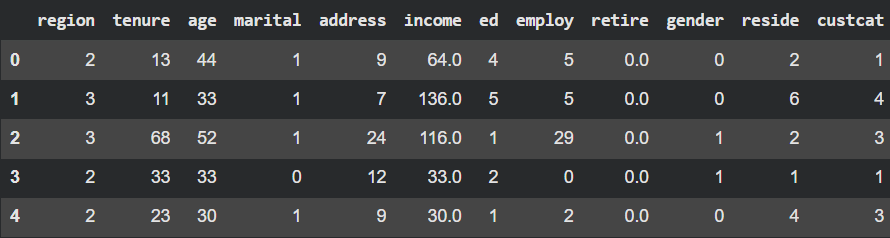 region tenure age marital address income ed employ retire gender reside custcat
0 2 13 44 1 9 64.0 4 5 0.0 0 2 1
1 3 11 33 1 7 136.0 5 5 0.0 0 6 4
2 3 68 52 1 24 116.0 1 29 0.0 1 2 3
3 2 33 33 0 12 33.0 2 0 0.0 1 1 1
4 2 23 30 1 9 30.0 1 2 0.0 0 4 3